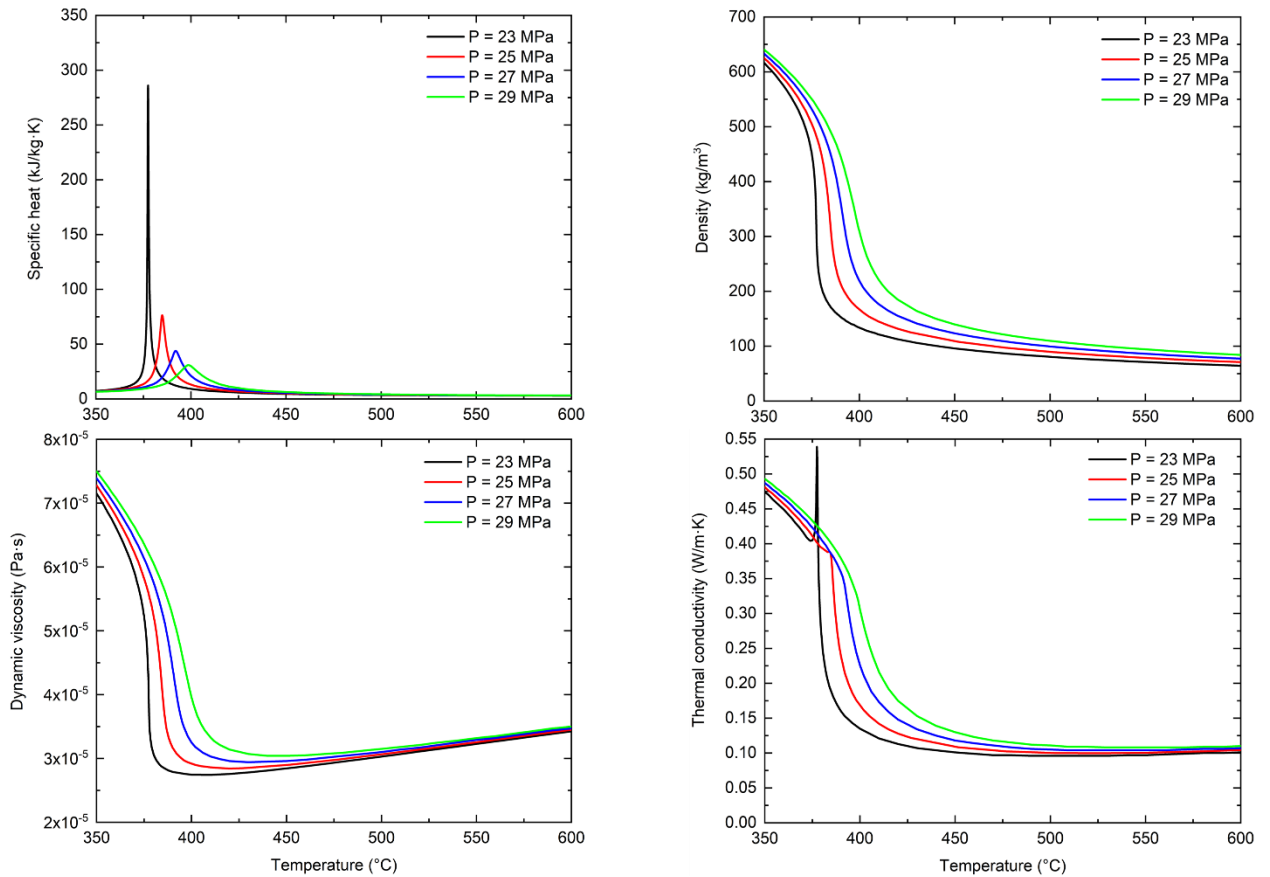 350
300
250
200
150
100
50
0
Specific heat (kJ/kg·K)
P = 23 MPa
P = 25 MPa
P = 27 MPa
P = 29 MPa
350 400 450 500 550 600
700
600
500
400
300
200
100
0
Density (kg/m³)
P = 23 MPa
P = 25 MPa
P = 27 MPa
P = 29 MPa
350 400 450 500 550 600
8x10⁻⁵
7x10⁻⁵
6x10⁻⁵
5x10⁻⁵
4x10⁻⁵
3x10⁻⁵
2x10⁻⁵
Dynamic viscosity (Pa·s)
P = 23 MPa
P = 25 MPa
P = 27 MPa
P = 29 MPa
350 400 450 500 550 600
Temperature (°C)
0.55
0.50
0.45
0.40
0.35
0.30
0.25
0.20
0.15
0.10
0.05
0.00
Thermal conductivity (W/m·K)
P = 23 MPa
P = 25 MPa
P = 27 MPa
P = 29 MPa
350 400 450 500 550 600
Temperature (°C)